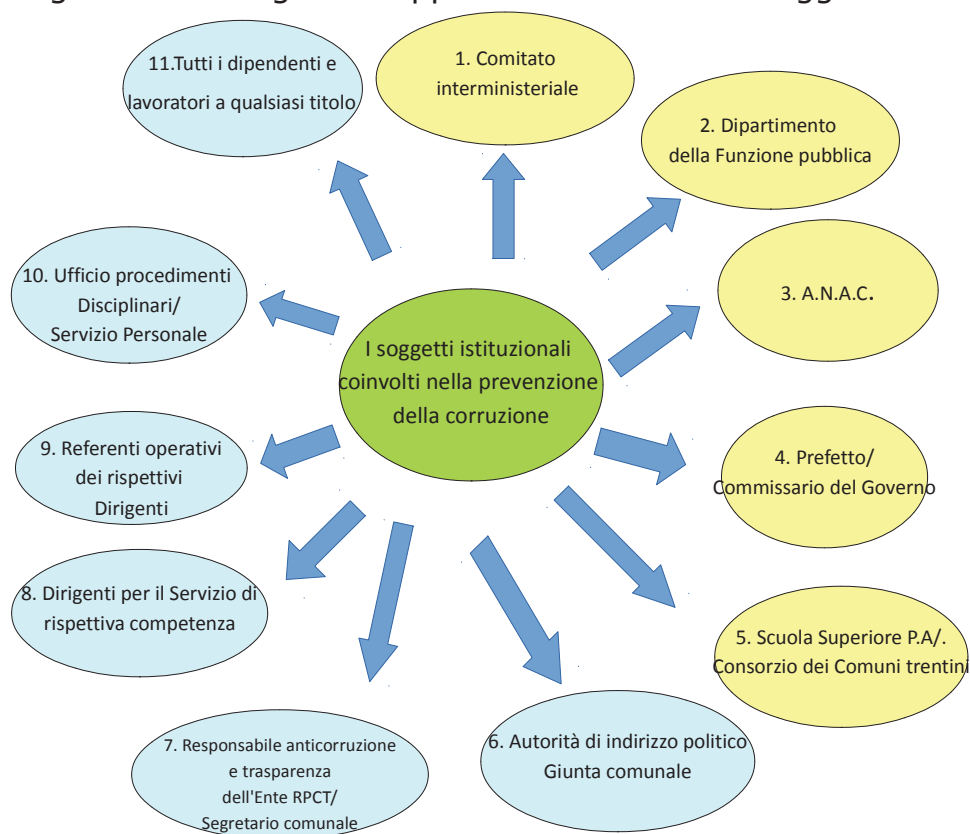 11.Tutti i dipendenti e
lavoratori a qualsiasi titolo
1. Comitato
interministeriale
2. Dipartimento
della Funzione pubblica
3. A.N.A.C.
4. Prefetto/
Commissario del Governo
5. Scuola Superiore P.A/.
Consorzio dei Comuni trentini
6. Autorità di indirizzo politico
Giunta comunale
7. Responsabile anticorruzione
e trasparenza
dell'Ente RPCT/
Segretario comunale
8. Dirigenti per il Servizio di
rispettiva competenza
9. Referenti operativi
dei rispettivi
Dirigenti
10. Ufficio procedimenti
Disciplinari/
Servizio Personale
I soggetti istituzionali
coinvolti nella prevenzione
della corruzione